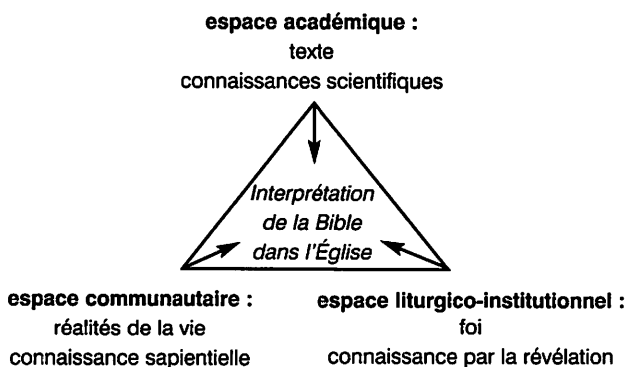 espace académique :
texte
connaissances scientifiques
Interprétation
de la Bible
dans l'Église
espace communautaire :
réalités de la vie
connaissance sapientielle
espace liturgico-institutionnel :
foi
connaissance par la révélation